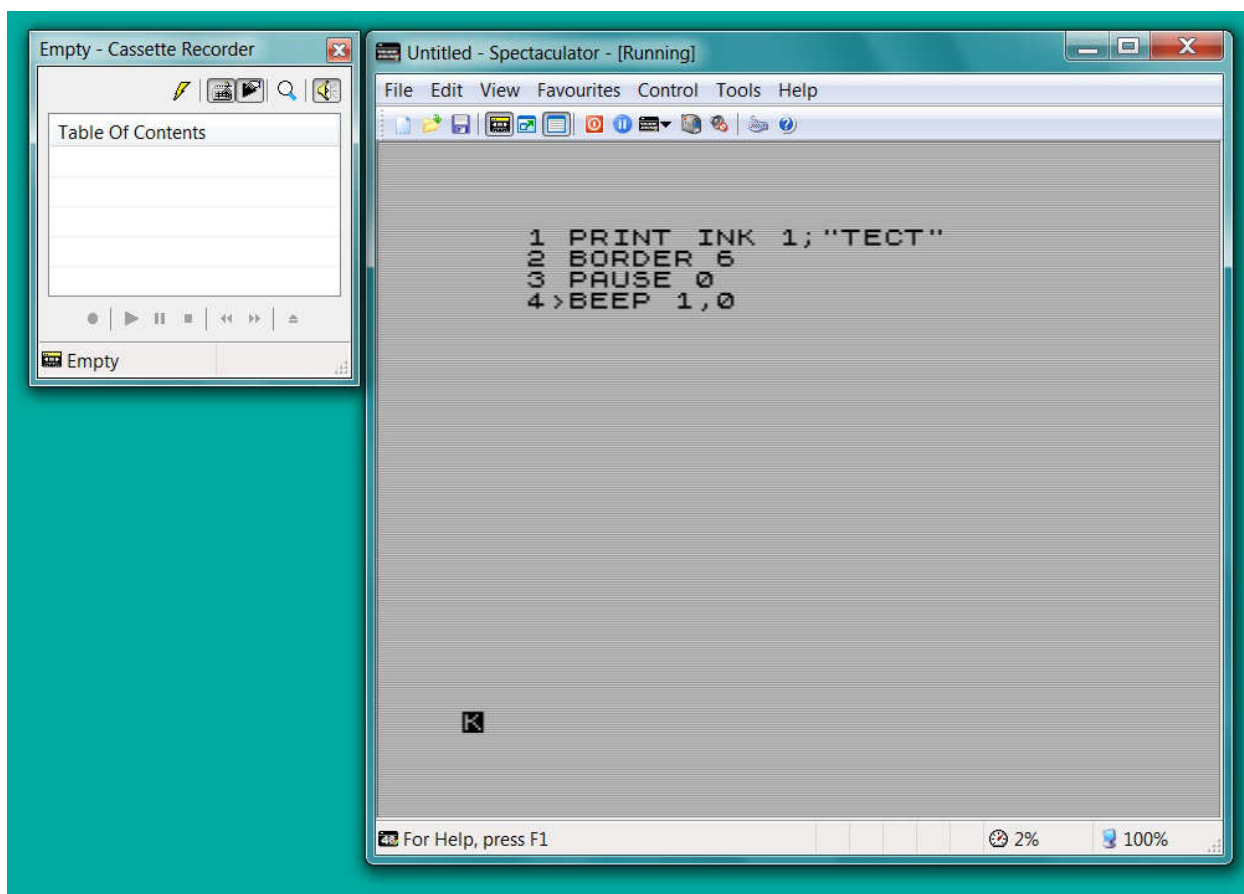 Empty - Cassette Recorder
Table Of Contents
Empty
Untitled - Spectaculator - [Running]
File Edit View Favourites Control Tools Help
1 PRINT INK 1;"TECT"
2 BORDER 6
3 PAUSE 0
4>BEEP 1,0
K
For Help, press F1
2%
100%